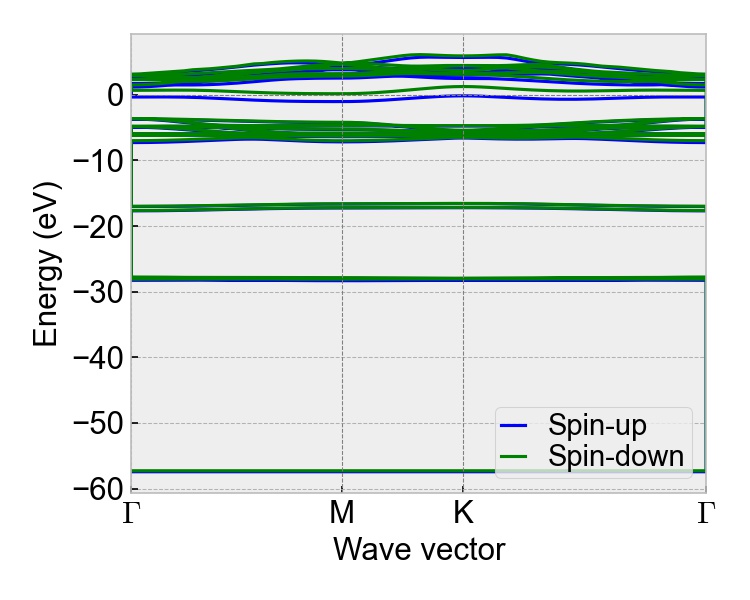 0
−10
−20
−30
−40
−50
−60
Energy (eV)
Spin-up
Spin-down
Γ M K Γ
Wave vector